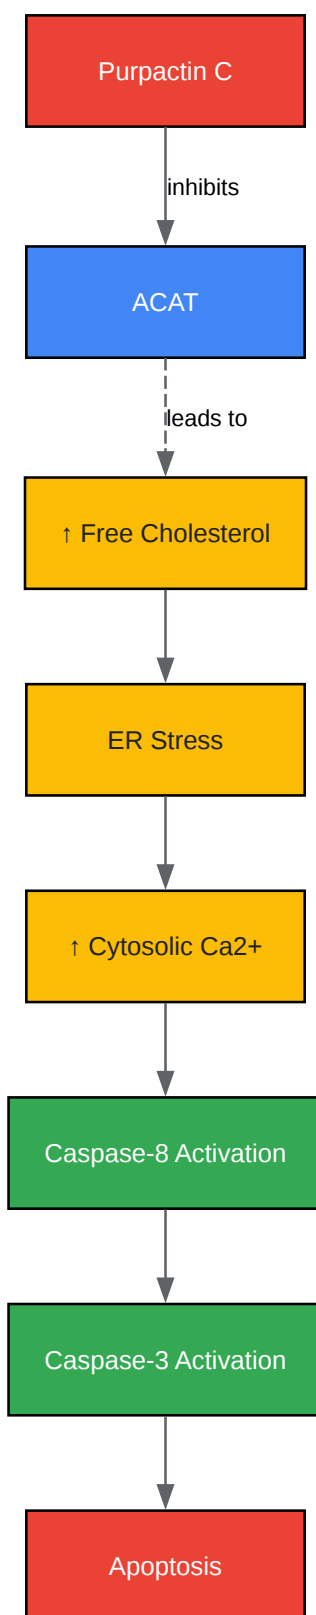 Purpactin C
inhibits
ACAT
leads to
↑ Free Cholesterol
ER Stress
↑ Cytosolic Ca2+
Caspase-8 Activation
Caspase-3 Activation
Apoptosis